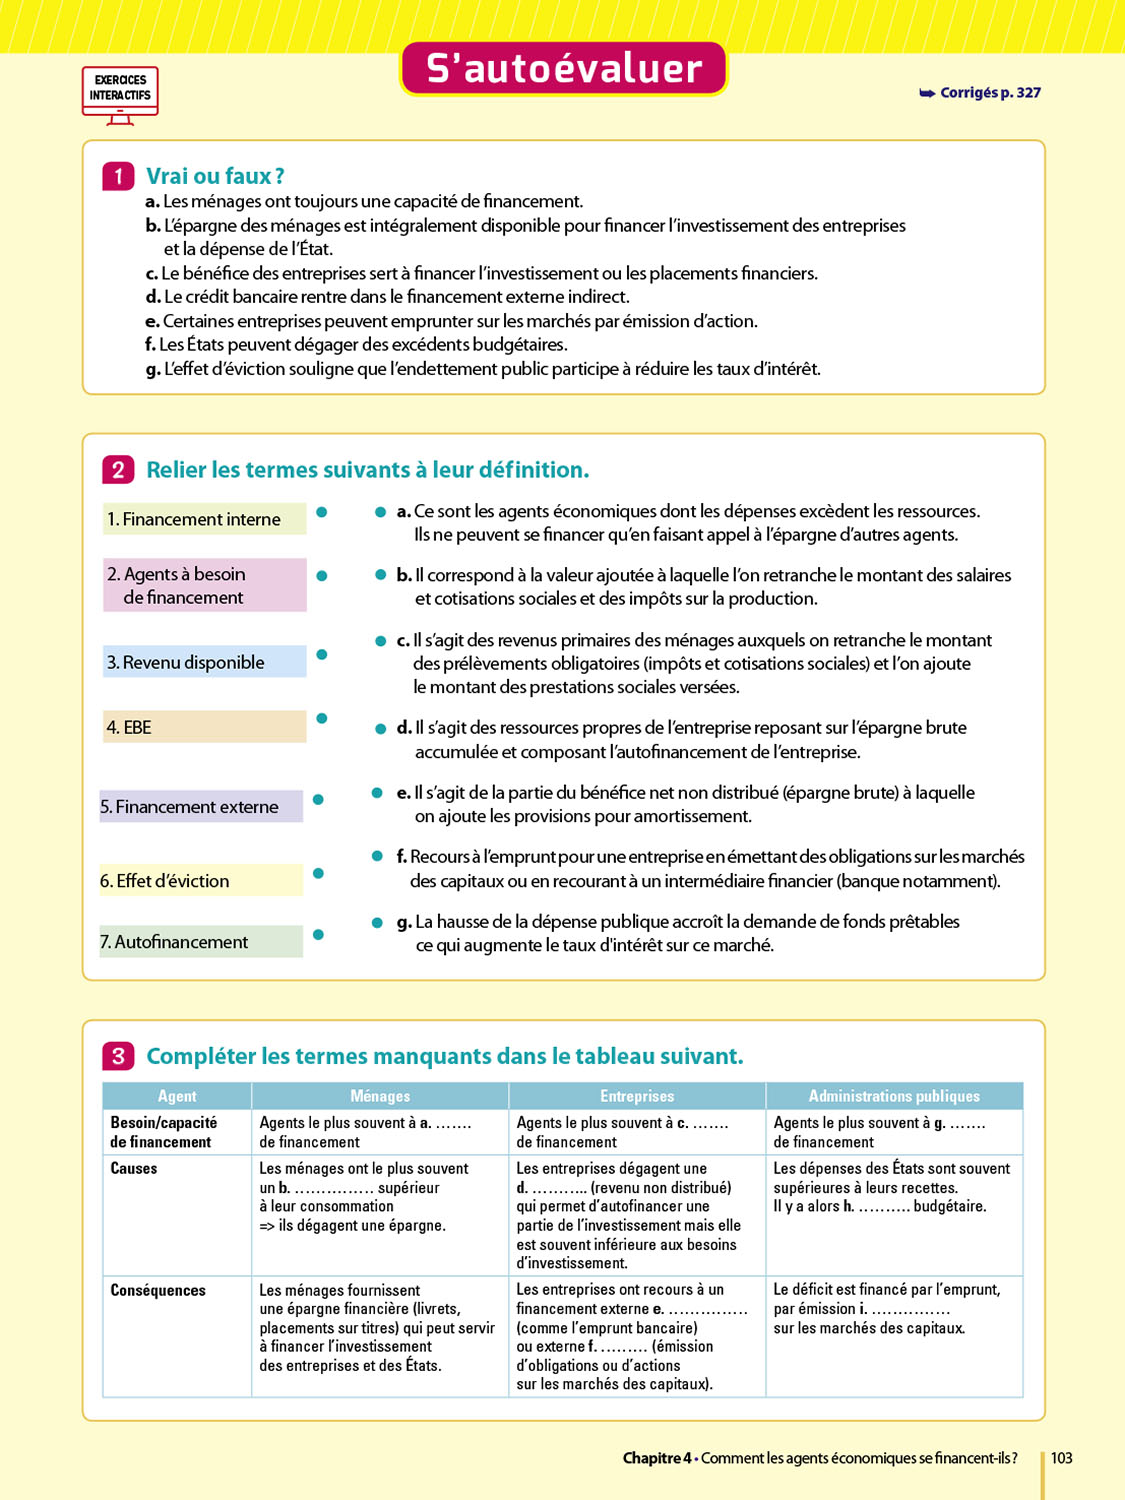 S'autoévaluer
EXERCICES
INTERACTIFS
➥ Corrigés p. 327
1 Vrai ou faux ?
a. Les ménages ont toujours une capacité de financement.
b. L'épargne des ménages est intégralement disponible pour financer l'investissement des entreprises
et la dépense de l'État.
c. Le bénéfice des entreprises sert à financer l'investissement ou les placements financiers.
d. Le crédit bancaire rentre dans le financement externe indirect.
e. Certaines entreprises peuvent emprunter sur les marchés par émission d'action.
f. Les États peuvent dégager des excédents budgétaires.
g. L'effet d'éviction souligne que l'endettement public participe à réduire les taux d'intérêt.
2 Relier les termes suivants à leur définition.
1. Financement interne
2. Agents à besoin
de financement
3. Revenu disponible
4. EBE
5. Financement externe
6. Effet d'éviction
7. Autofinancement
a. Ce sont les agents économiques dont les dépenses excèdent les ressources.
Ils ne peuvent se financer qu'en faisant appel à l'épargne d'autres agents.
b. Il correspond à la valeur ajoutée à laquelle l'on retranche le montant des salaires
et cotisations sociales et des impôts sur la production.
c. Il s'agit des revenus primaires des ménages auxquels on retranche le montant
des prélèvements obligatoires (impôts et cotisations sociales) et l'on ajoute
le montant des prestations sociales versées.
d. Il s'agit des ressources propres de l'entreprise reposant sur l'épargne brute
accumulée et composant l'autofinancement de l'entreprise.
e. Il s'agit de la partie du bénéfice net non distribué (épargne brute) à laquelle
on ajoute les provisions pour amortissement.
f. Recours à l'emprunt pour une entreprise en émettant des obligations sur les marchés
des capitaux ou en recourant à un intermédiaire financier (banque notamment).
g. La hausse de la dépense publique accroît la demande de fonds prêtables
ce qui augmente le taux d'intérêt sur ce marché.
3 Compléter les termes manquants dans le tableau suivant.
Agent
Ménages
Entreprises
Administrations publiques
Besoin/capacité
de financement
Agents le plus souvent à a. .......
de financement
Agents le plus souvent à c. .......
de financement
Agents le plus souvent à g. .......
de financement
Causes
Les ménages ont le plus souvent
un b. ............... supérieur
à leur consommation
=> ils dégagent une épargne.
Les entreprises dégagent une
d. ........... (revenu non distribué)
qui permet d'autofinancer une
partie de l'investissement mais elle
est souvent inférieure aux besoins
d'investissement.
Les dépenses des États sont souvent
supérieures à leurs recettes.
Il y a alors h. .......... budgétaire.
Conséquences
Les ménages fournissent
une épargne financière (livrets,
placements sur titres) qui peut servir
à financer l'investissement
des entreprises et des États.
Les entreprises ont recours à un
financement externe e. ...............
(comme l'emprunt bancaire)
ou externe f. ......... (émission
d'obligations ou d'actions
sur les marchés des capitaux).
Le déficit est financé par l'emprunt,
par émission i. ...............
sur les marchés des capitaux.
Chapitre 4 • Comment les agents économiques se financent-ils ? 103